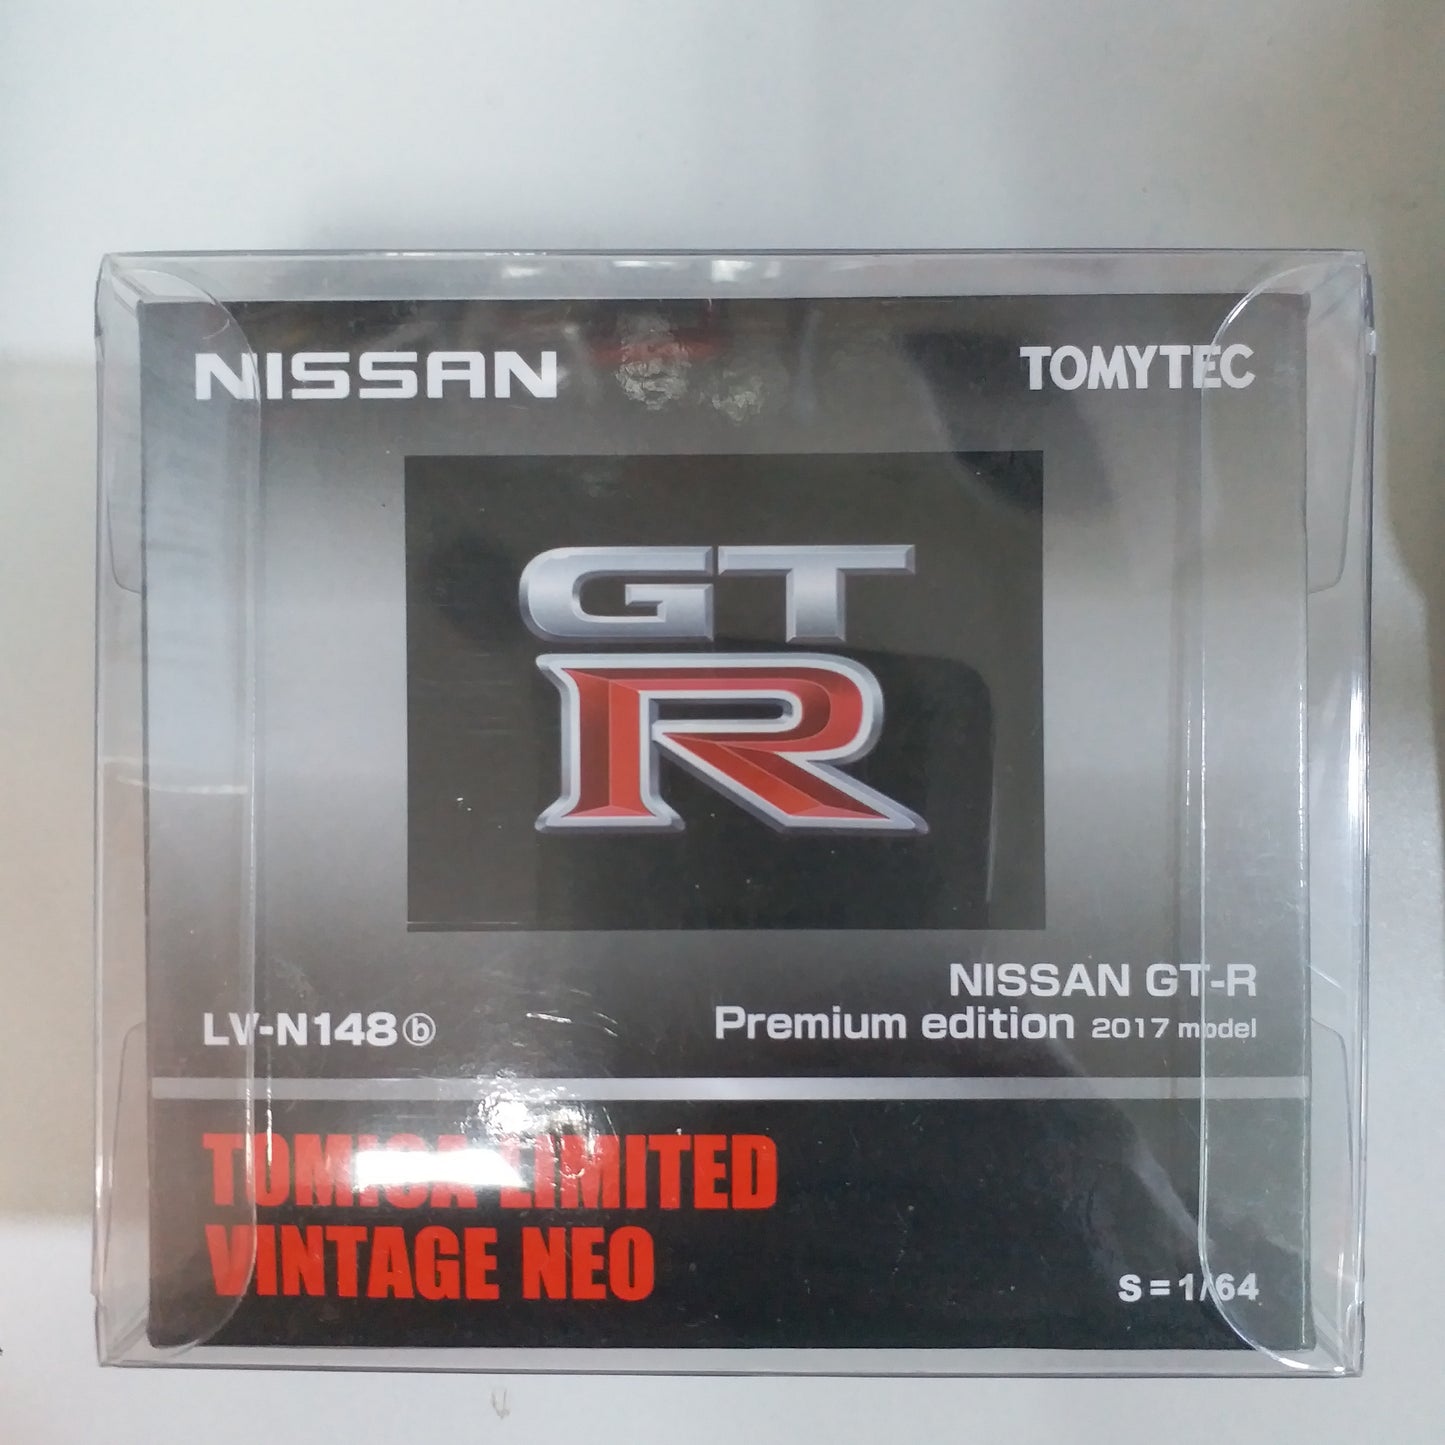 NISSAN
TOMYTEC
GT
R
NISSAN GT-R
LV-N148ⓑ
Premium edition 2017 model
TOMICA LIMITED
VINTAGE NEO
S=1/64